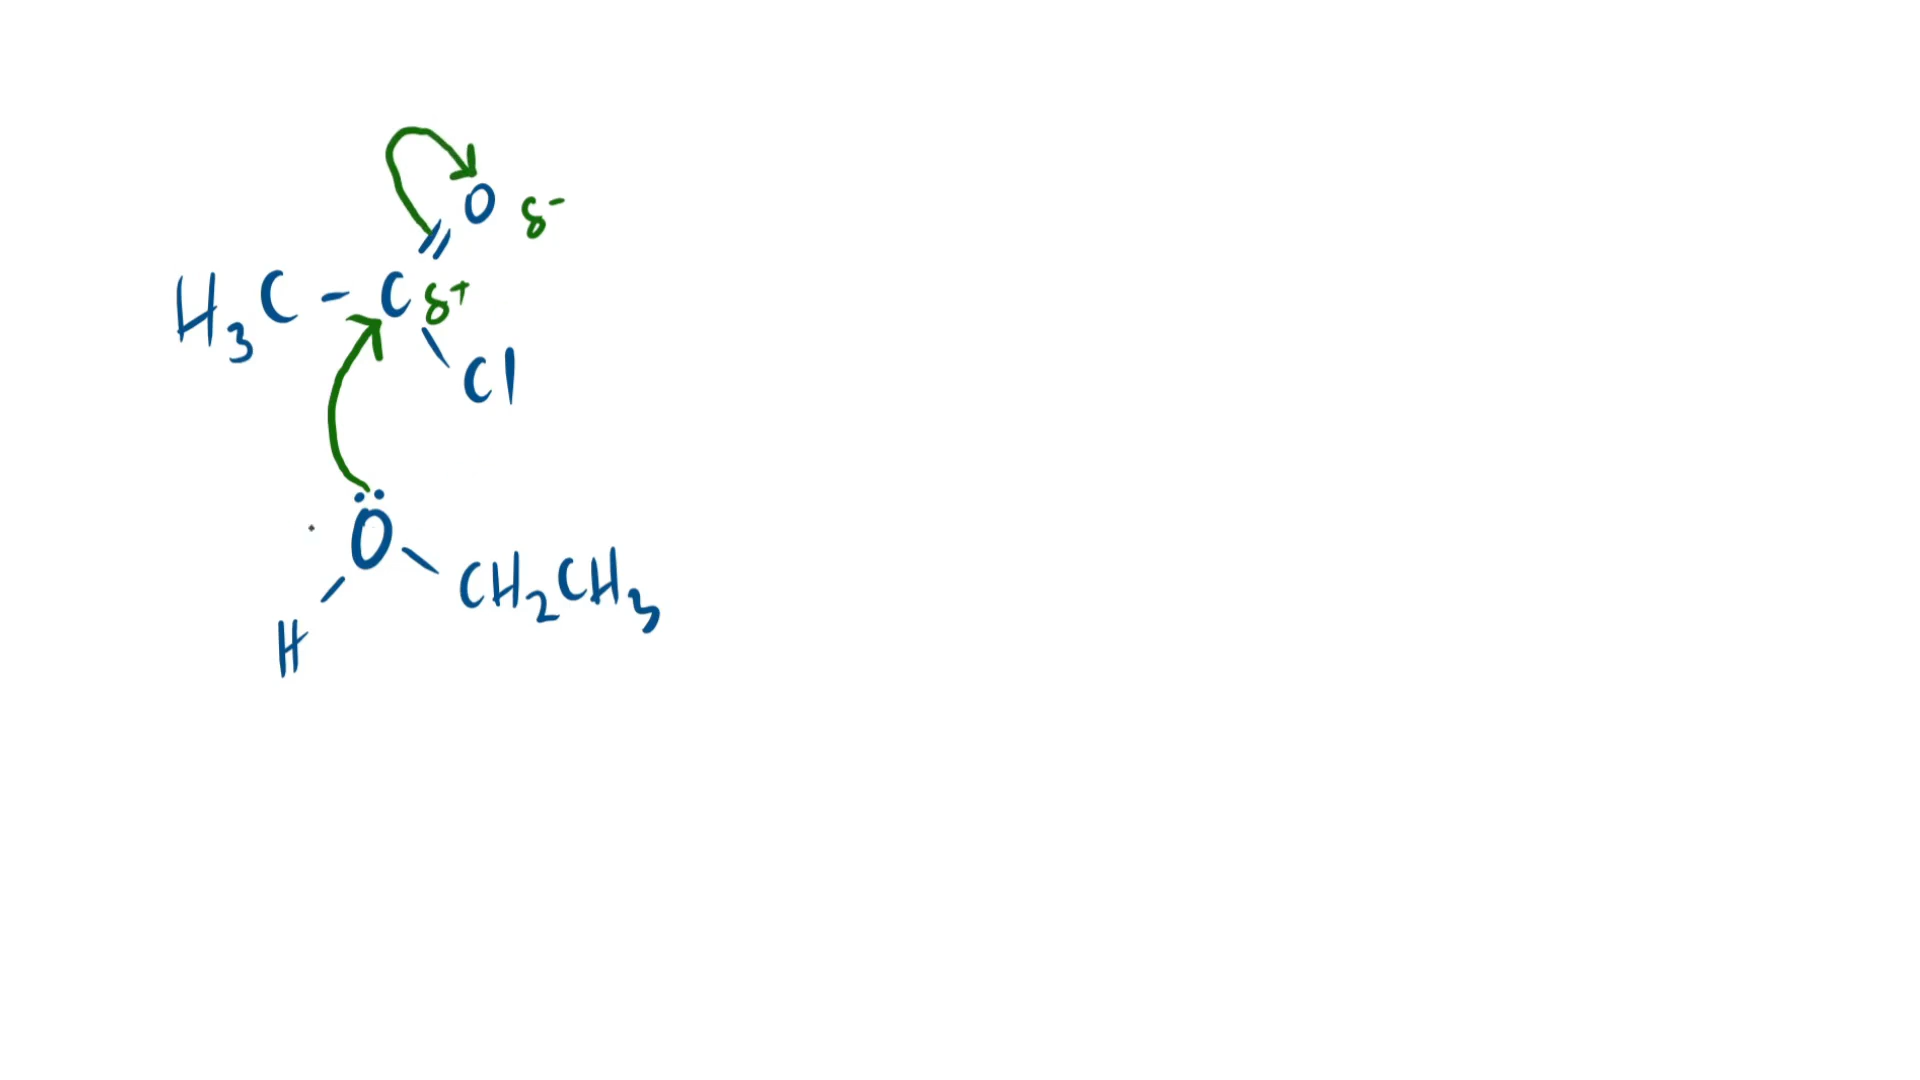 O δ-
H3C - C δ+
Cl
Ö
CH2CH3
H